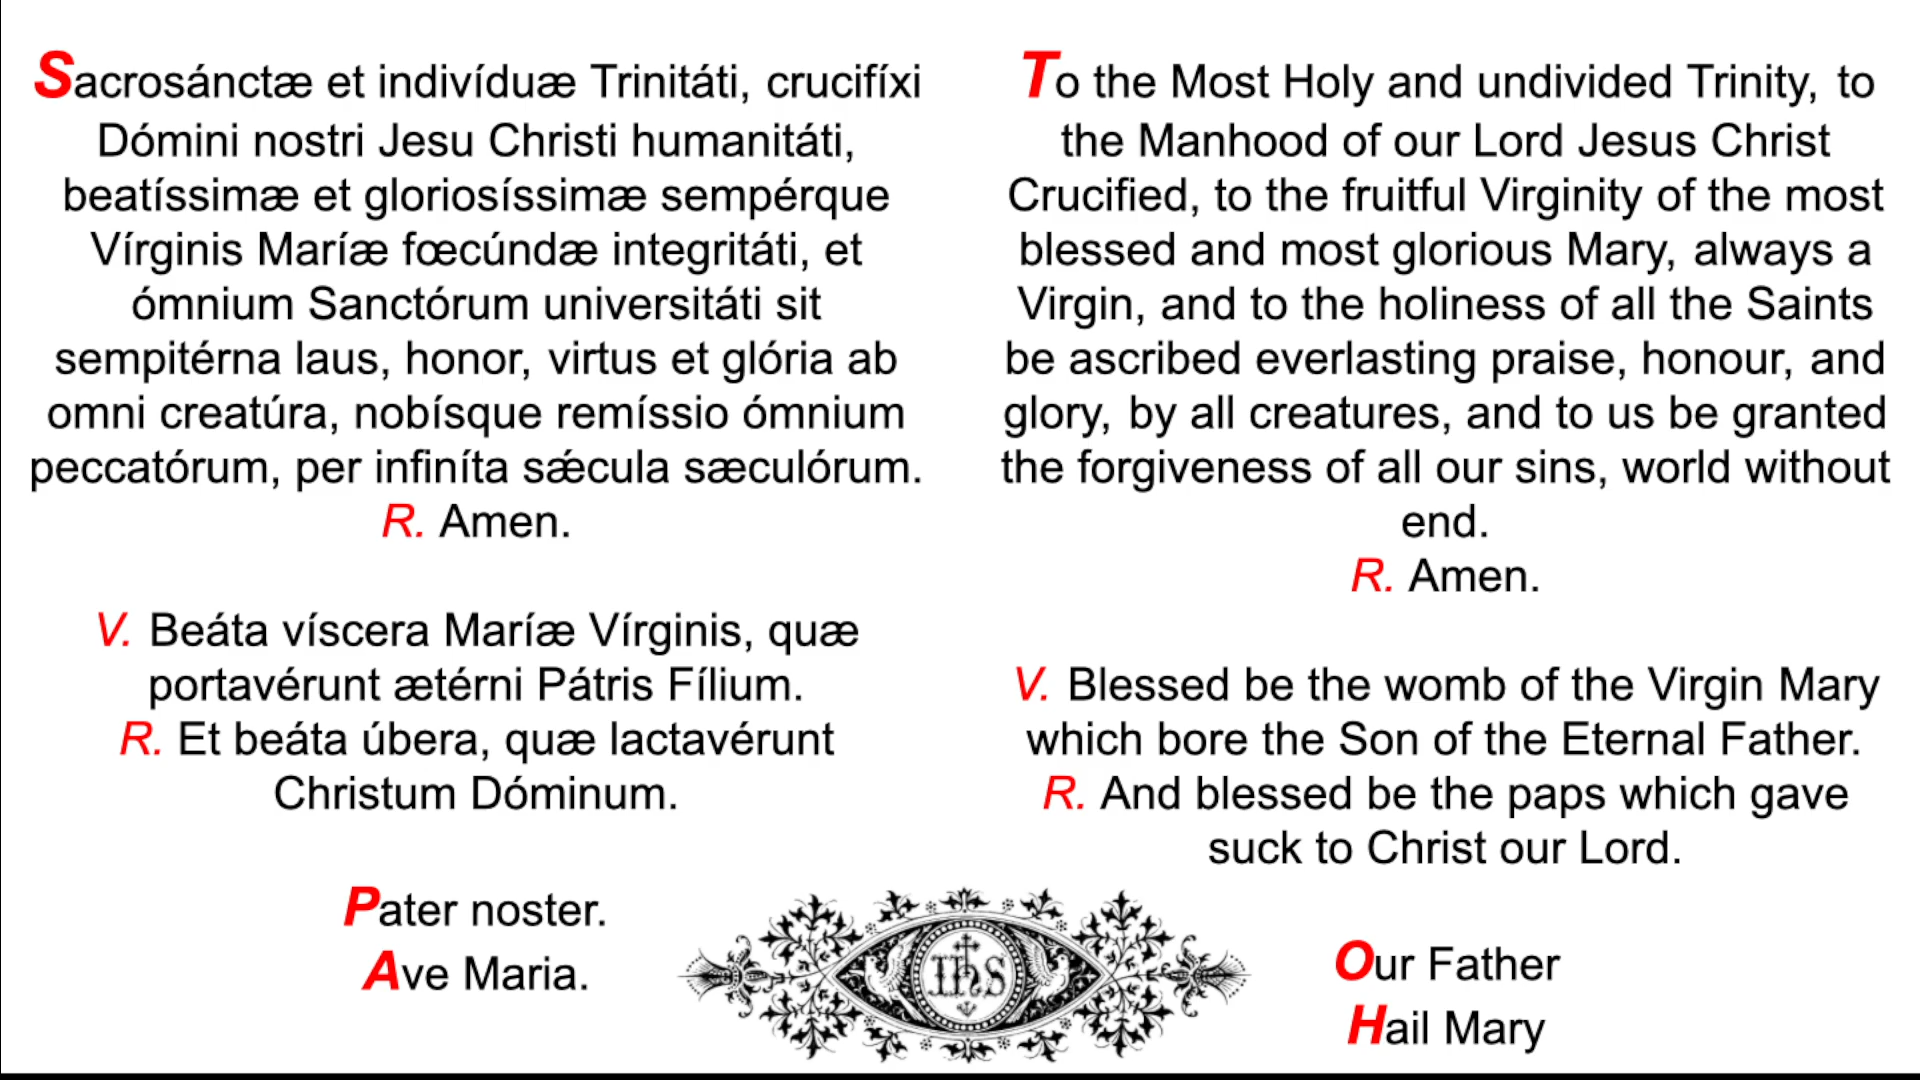 Sacrosánctæ et indivíduæ Trinitáti, crucifíxi
Dómini nostri Jesu Christi humanitáti,
beatíssimæ et gloriosíssimæ sempérque
Vírginis Maríæ fœcúndæ integritáti, et
ómnium Sanctórum universitáti sit
sempitérna laus, honor, virtus et glória ab
omni creatúra, nobísque remíssio ómnium
peccatórum, per infiníta sǽcula sæculórum.
R. Amen.
V. Beáta víscera Maríæ Vírginis, quæ
portavérunt ætérni Pátris Fílium.
R. Et beáta úbera, quæ lactavérunt
Christum Dóminum.
Pater noster.
Ave Maria.
To the Most Holy and undivided Trinity, to
the Manhood of our Lord Jesus Christ
Crucified, to the fruitful Virginity of the most
blessed and most glorious Mary, always a
Virgin, and to the holiness of all the Saints
be ascribed everlasting praise, honour, and
glory, by all creatures, and to us be granted
the forgiveness of all our sins, world without
end.
R. Amen.
V. Blessed be the womb of the Virgin Mary
which bore the Son of the Eternal Father.
R. And blessed be the paps which gave
suck to Christ our Lord.
Our Father
Hail Mary
IHS